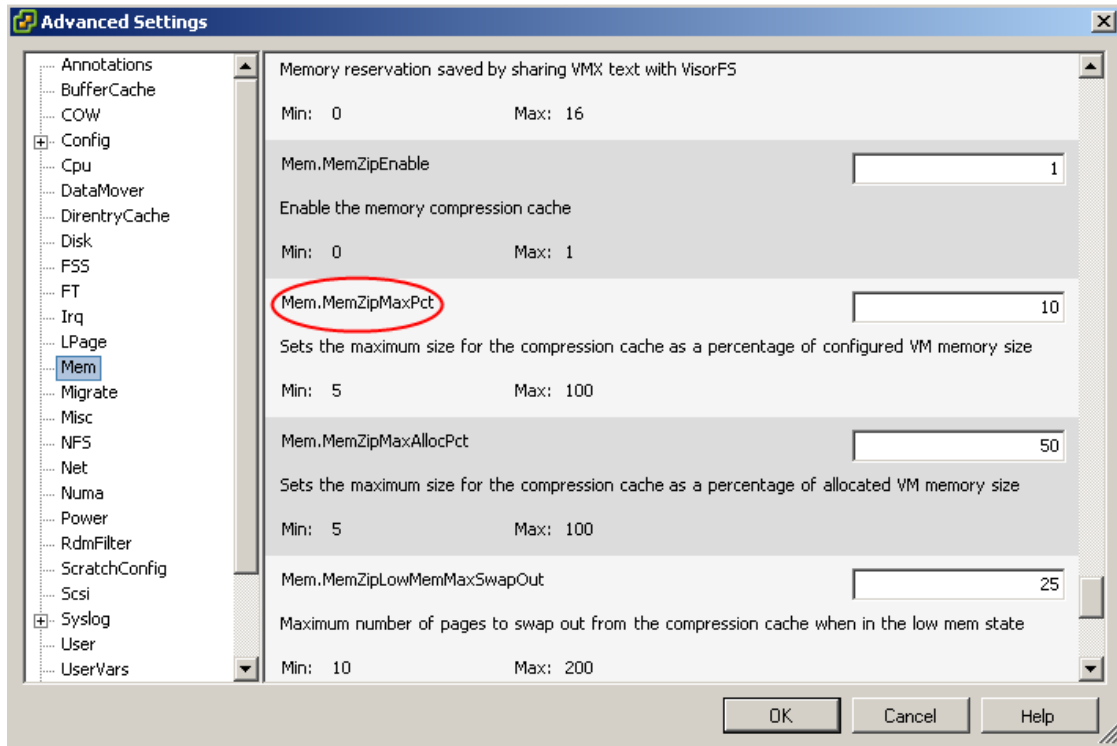 Advanced Settings
Annotations
BufferCache
COW
Config
Cpu
DataMover
DirentryCache
Disk
FSS
FT
Irq
LPage
Mem
Migrate
Misc
NFS
Net
Numa
Power
RdmFilter
ScratchConfig
Scsi
Syslog
User
UserVars
Memory reservation saved by sharing VMX text with VisorFS
Min: 0 Max: 16
Mem.MemZipEnable 1
Enable the memory compression cache
Min: 0 Max: 1
Mem.MemZipMaxPct 10
Sets the maximum size for the compression cache as a percentage of configured VM memory size
Min: 5 Max: 100
Mem.MemZipMaxAllocPct 50
Sets the maximum size for the compression cache as a percentage of allocated VM memory size
Min: 5 Max: 100
Mem.MemZipLowMemMaxSwapOut 25
Maximum number of pages to swap out from the compression cache when in the low mem state
Min: 10 Max: 200
OK Cancel Help